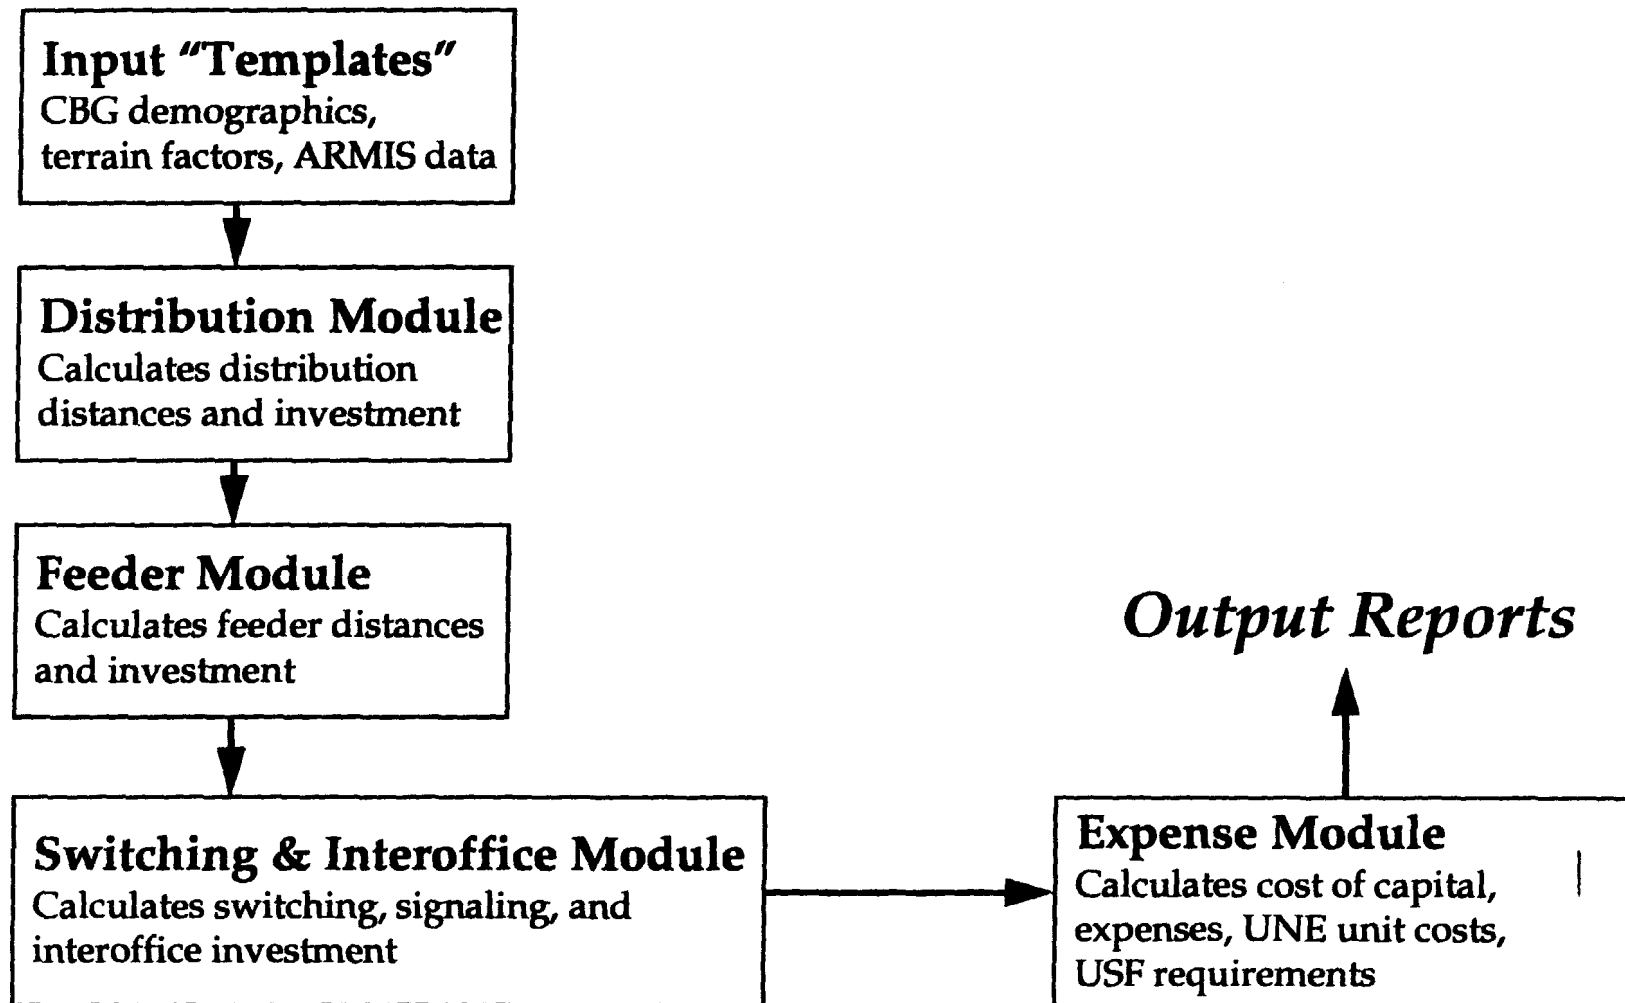 Input “Templates”
CBG demographics,
terrain factors, ARMIS data
Distribution Module
Calculates distribution
distances and investment
Feeder Module
Calculates feeder distances
and investment
Switching & Interoffice Module
Calculates switching, signaling, and
interoffice investment
Output Reports
Expense Module
Calculates cost of capital,
expenses, UNE unit costs,
USF requirements